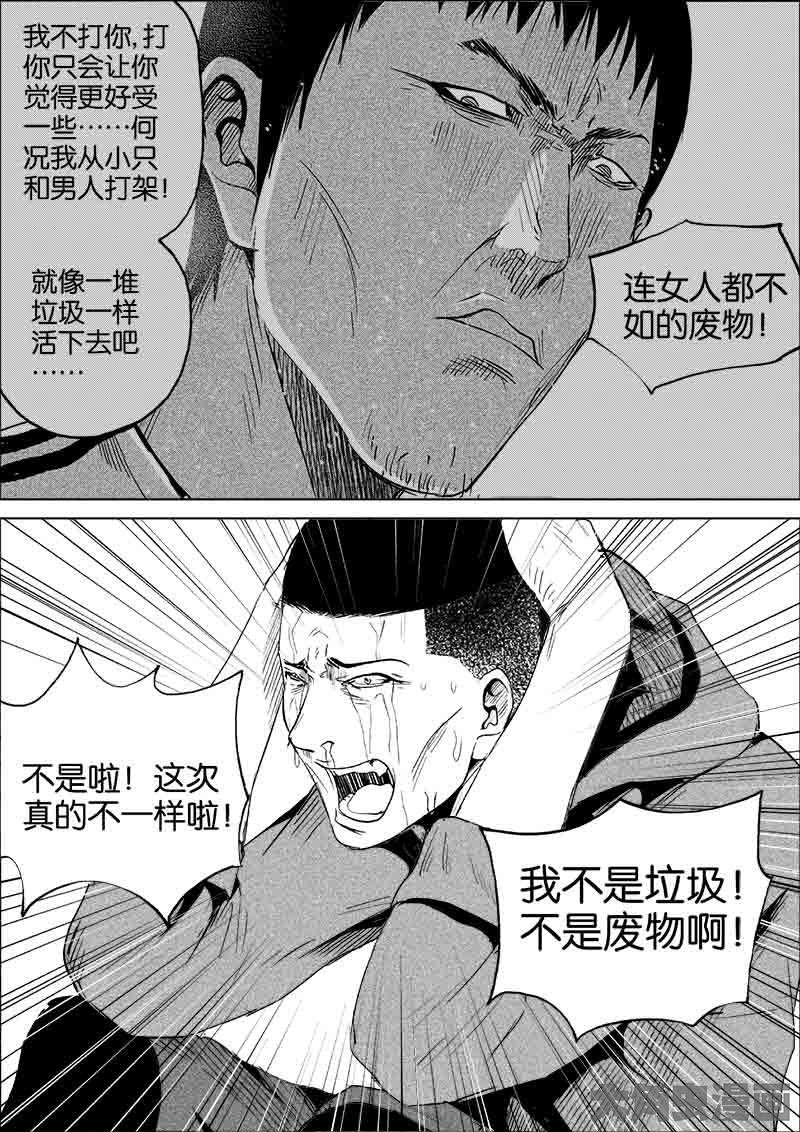 我不打你,打
你只会让你
觉得更好受
一些……何
况我从小只
和男人打架!
就像一堆
垃圾一样
活下去吧
……
连女人都不
如的废物!
不是啦!这次
真的不一样啦!
我不是垃圾!
不是废物啊!
漫画